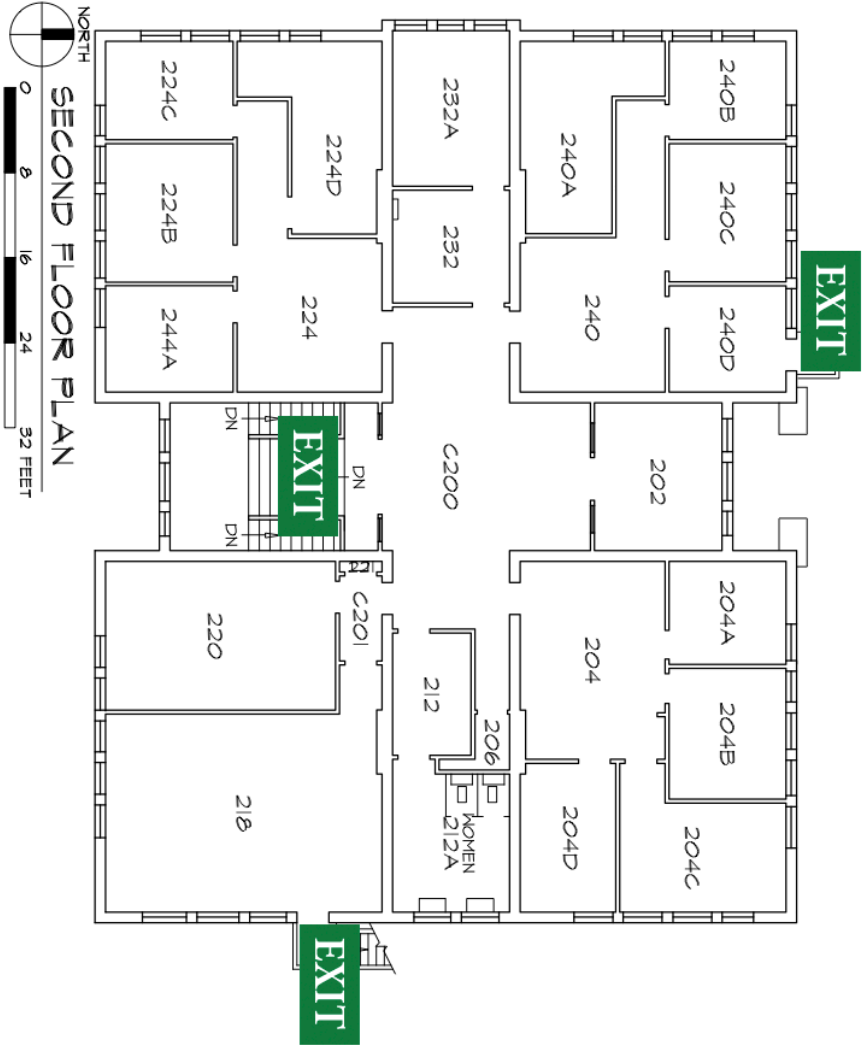 NORTH
SECOND FLOOR PLAN
0 8 16 24 32 FEET
224C
224B
244A
224D
224
232A
232
240A
240
240B
240C
240D
EXIT
DN
EXIT
DN
DN
C200
202
220
221
C201
218
212
206
WOMEN
212A
204
204A
204B
204C
204D
EXIT